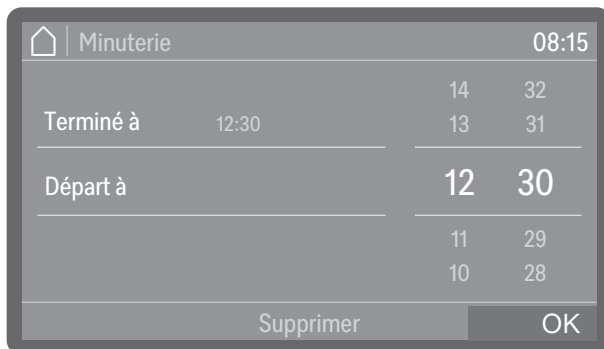 Minuterie 08:15
14 32
Terminé à 12:30 13 31
Départ à 12 30
11 29
10 28
Supprimer OK